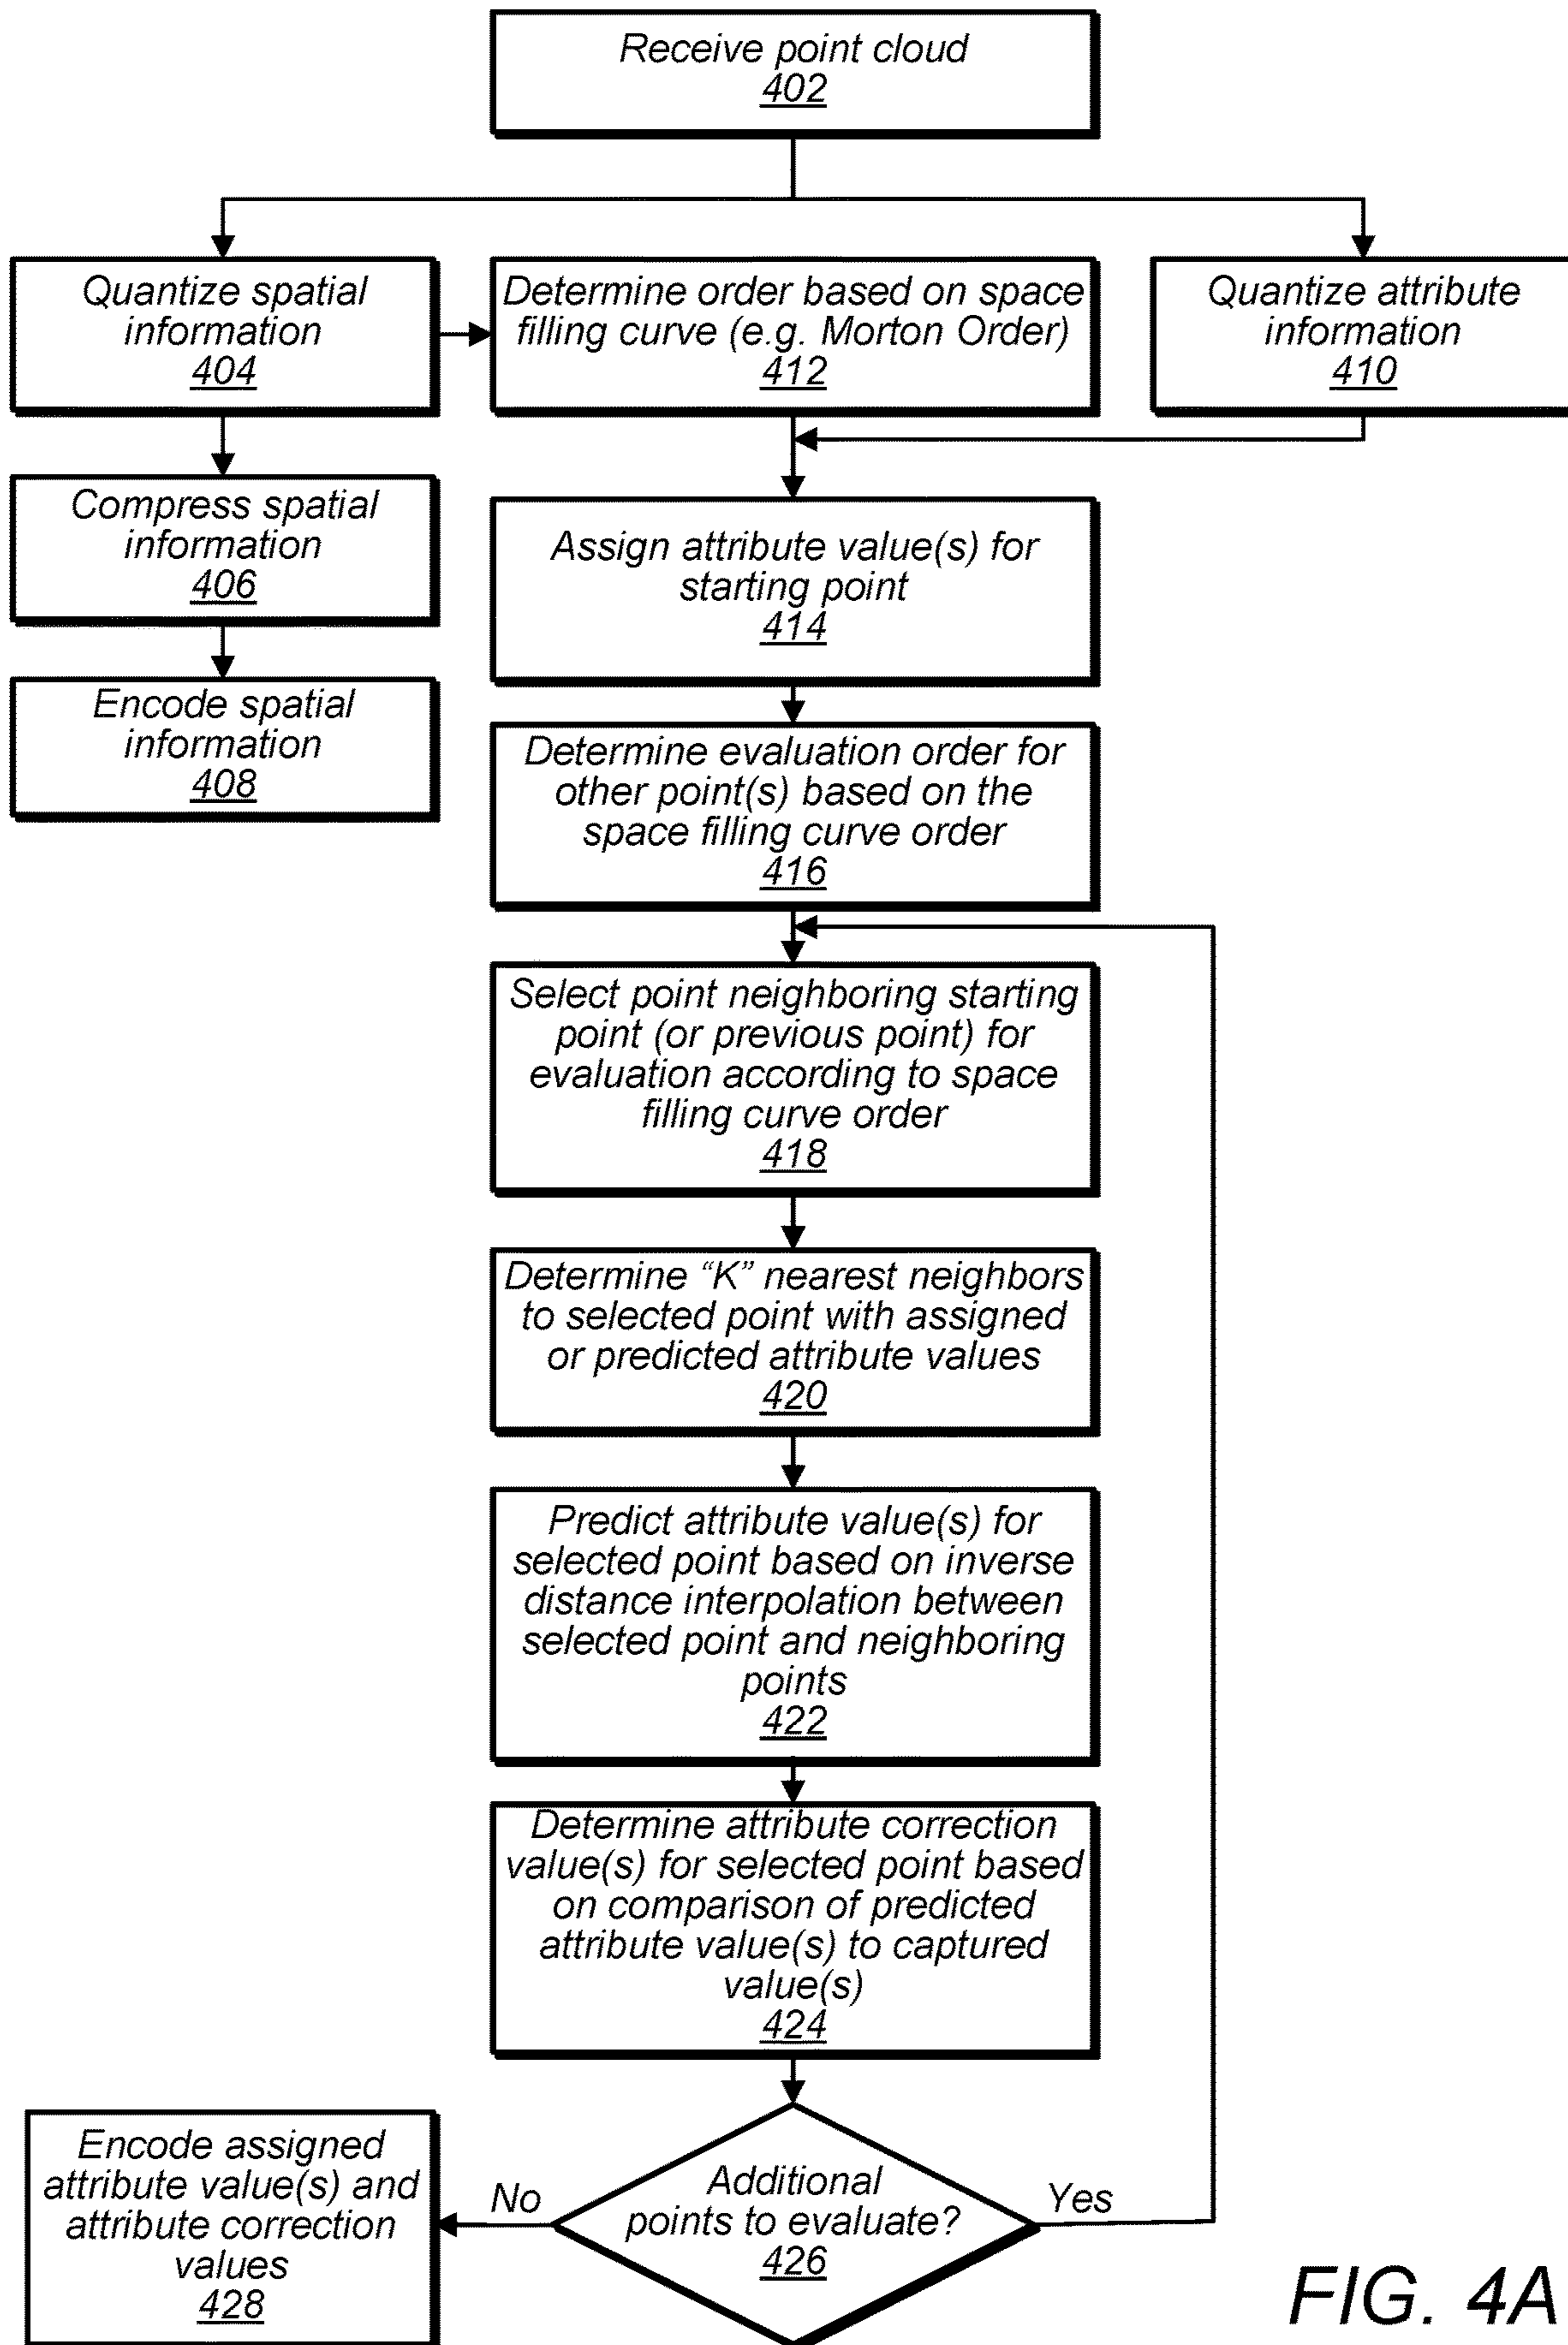 Receive point cloud
402
Quantize spatial
information
404
Determine order based on space
filling curve (e.g. Morton Order)
412
Quantize attribute
information
410
Compress spatial
information
406
Encode spatial
information
408
Assign attribute value(s) for
starting point
414
Determine evaluation order for
other point(s) based on the
space filling curve order
416
Select point neighboring starting
point (or previous point) for
evaluation according to space
filling curve order
418
Determine “K” nearest neighbors
to selected point with assigned
or predicted attribute values
420
Predict attribute value(s) for
selected point based on inverse
distance interpolation between
selected point and neighboring
points
422
Determine attribute correction
value(s) for selected point based
on comparison of predicted
attribute value(s) to captured
value(s)
424
Additional
points to evaluate?
426
Yes
No
Encode assigned
attribute value(s) and
attribute correction
values
428
FIG. 4A